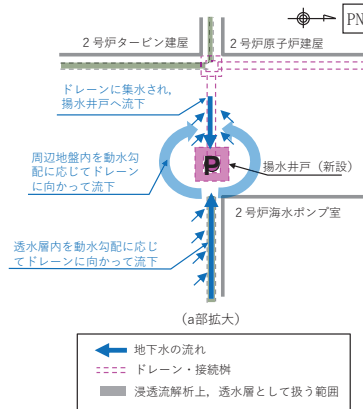 PN
２号炉タービン建屋
２号炉原子炉建屋
ドレーンに集水され，
揚水井戸へ流下
周辺地盤内を動水勾
配に応じてドレーン
に向かって流下
P
揚水井戸（新設）
２号炉海水ポンプ室
透水層内を動水勾配に応じ
てドレーンに向かって流下
(a部拡大)
地下水の流れ
ドレーン・接続桝
浸透流解析上，透水層として扱う範囲